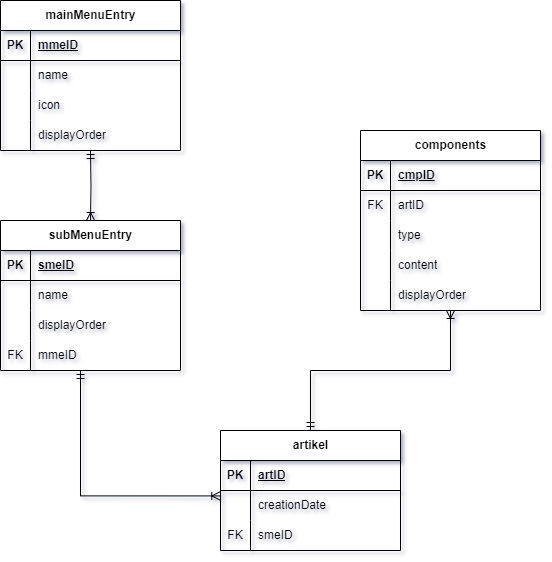 mainMenuEntry
PK mmeID
name
icon
displayOrder
subMenuEntry
PK smeID
name
displayOrder
FK mmeID
components
PK cmpID
FK artID
type
content
displayOrder
artikel
PK artID
creationDate
FK smeID